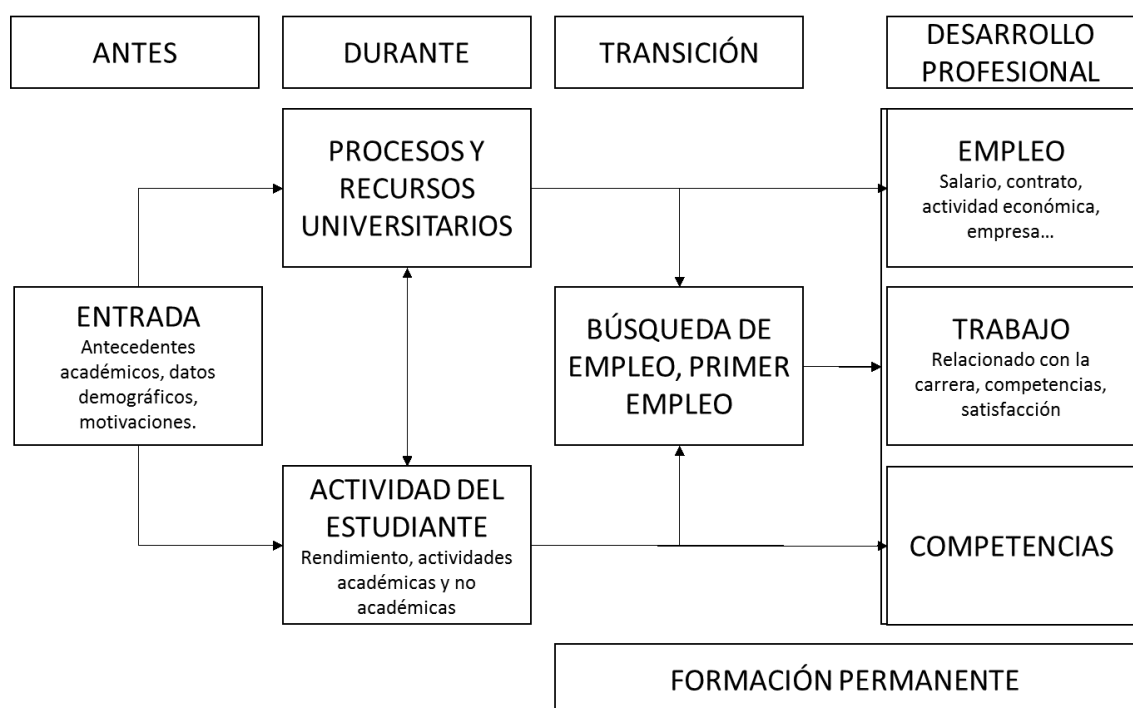 ANTES
DURANTE
TRANSICIÓN
DESARROLLO
PROFESIONAL
PROCESOS Y
RECURSOS
UNIVERSITARIOS
EMPLEO
Salario, contrato,
actividad económica,
empresa...
ENTRADA
Antecedentes
académicos, datos
demográficos,
motivaciones.
BÚSQUEDA DE
EMPLEO, PRIMER
EMPLEO
TRABAJO
Relacionado con la
carrera, competencias,
satisfacción
ACTIVIDAD DEL
ESTUDIANTE
Rendimiento, actividades
académicas y no
académicas
COMPETENCIAS
FORMACIÓN PERMANENTE